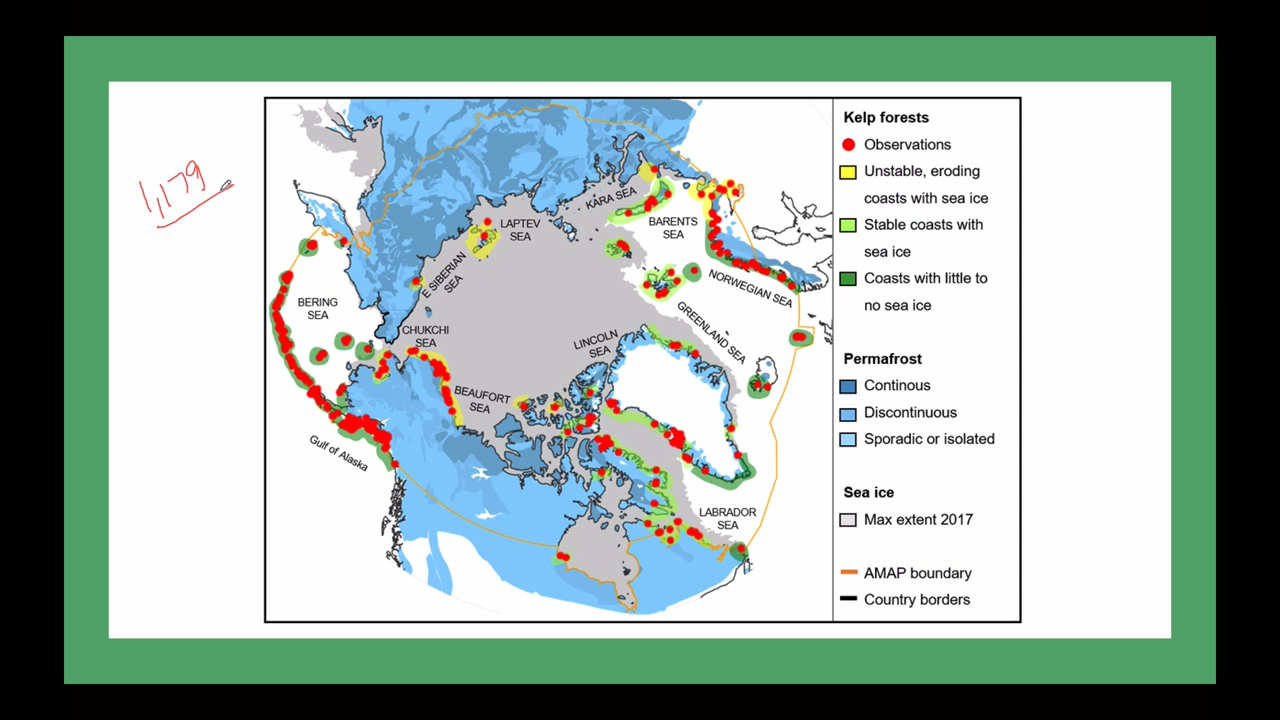 1,179
KARA SEA
BARENTS
SEA
LAPTEV
SEA
E SIBERIAN
SEA
NORWEGIAN SEA
BERING
SEA
GREENLAND SEA
CHUKCHI
SEA
LINCOLN
SEA
BEAUFORT
SEA
Gulf of Alaska
LABRADOR
SEA
Kelp forests
Observations
Unstable, eroding
coasts with sea ice
Stable coasts with
sea ice
Coasts with little to
no sea ice
Permafrost
Continous
Discontinuous
Sporadic or isolated
Sea ice
Max extent 2017
AMAP boundary
Country borders